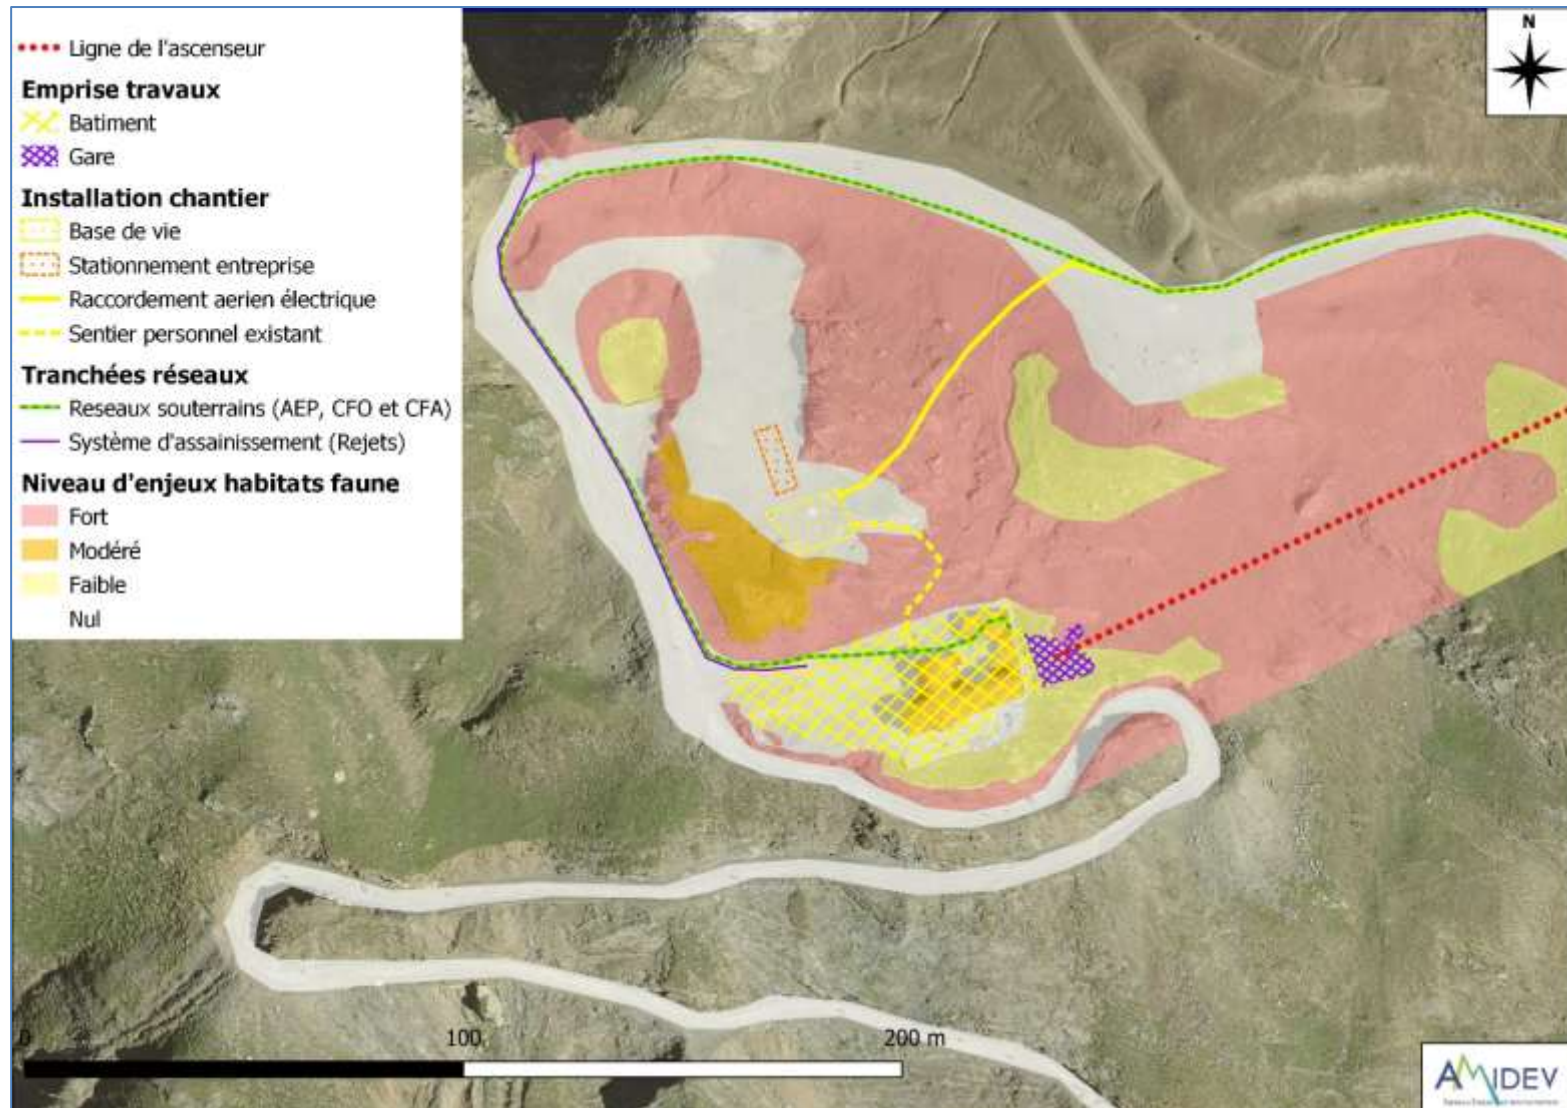 Ligne de l'ascenseur
Emprise travaux
Batiment
Gare
Installation chantier
Base de vie
Stationnement entreprise
Raccordement aerien électrique
Sentier personnel existant
Tranchées réseaux
Reseaux souterrains (AEP, CFO et CFA)
Système d'assainissement (Rejets)
Niveau d'enjeux habitats faune
Fort
Modéré
Faible
Nul
N
0 100 200 m
AMIDEV